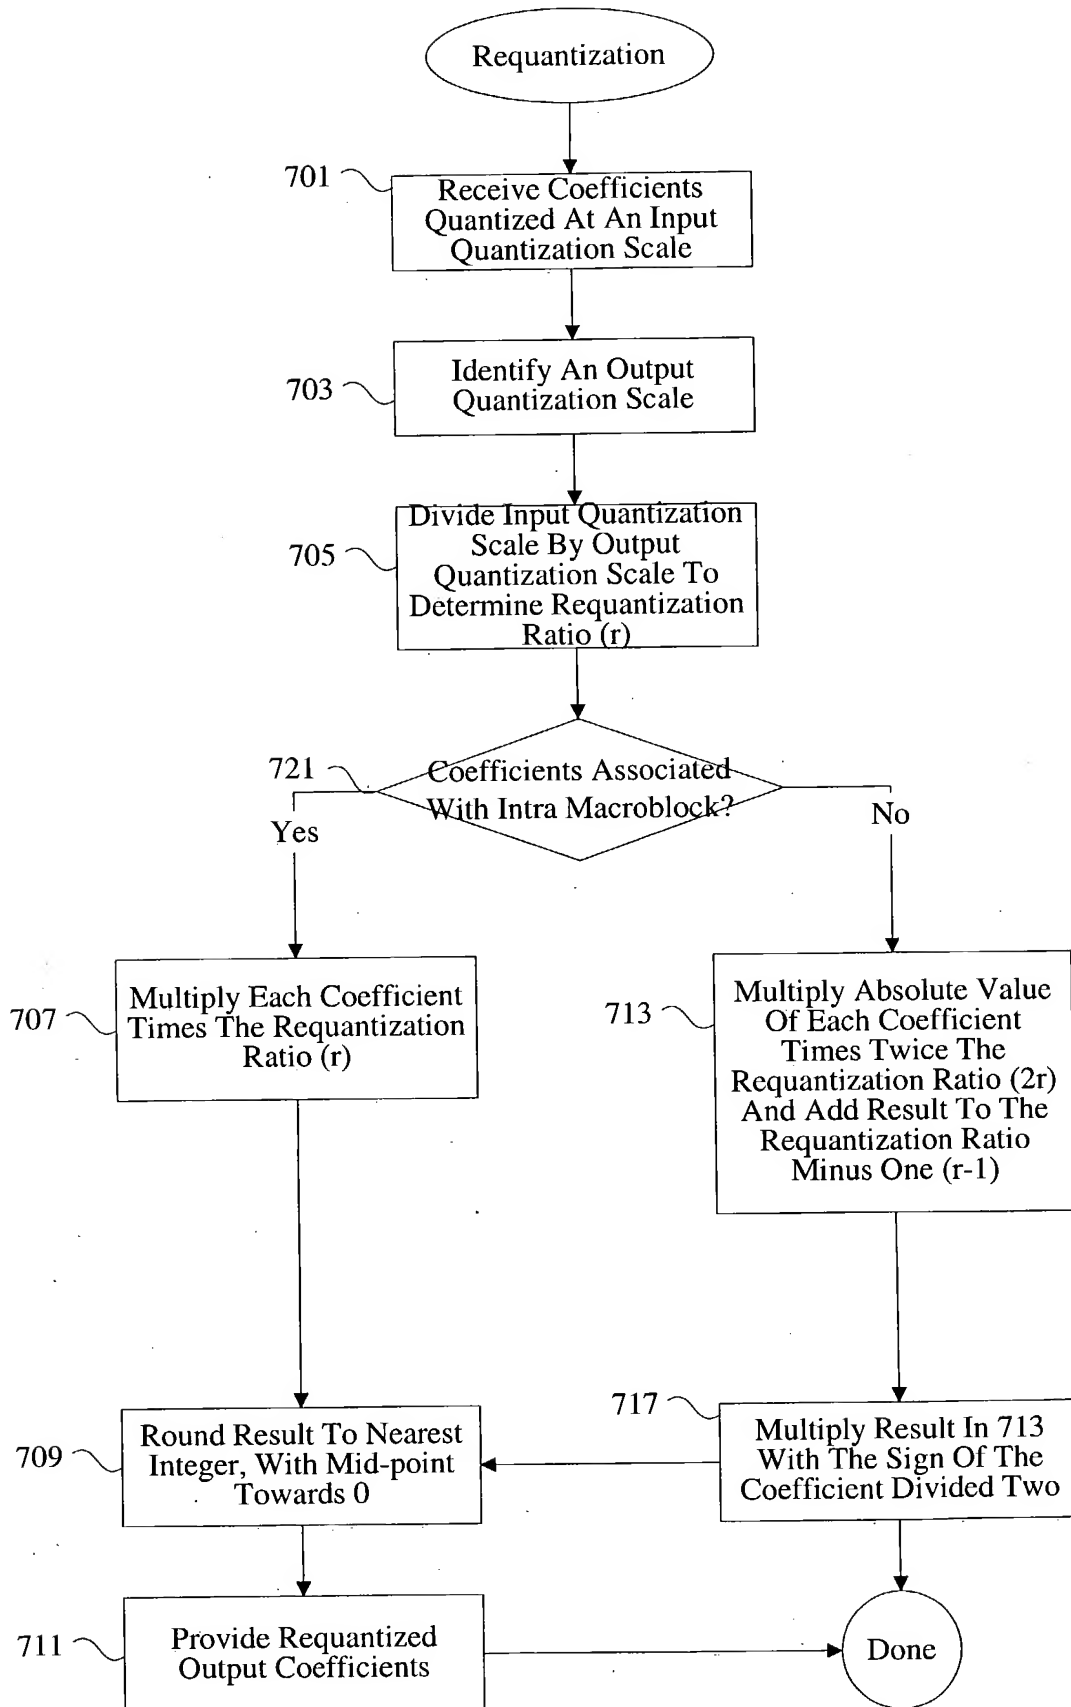 Requantization
701
Receive Coefficients
Quantized At An Input
Quantization Scale
703
Identify An Output
Quantization Scale
705
Divide Input Quantization
Scale By Output
Quantization Scale To
Determine Requantization
Ratio (r)
721
Coefficients Associated
With Intra Macroblock?
Yes
No
707
Multiply Each Coefficient
Times The Requantization
Ratio (r)
713
Multiply Absolute Value
Of Each Coefficient
Times Twice The
Requantization Ratio (2r)
And Add Result To The
Requantization Ratio
Minus One (r-1)
709
Round Result To Nearest
Integer, With Mid-point
Towards 0
717
Multiply Result In 713
With The Sign Of The
Coefficient Divided Two
711
Provide Requantized
Output Coefficients
Done